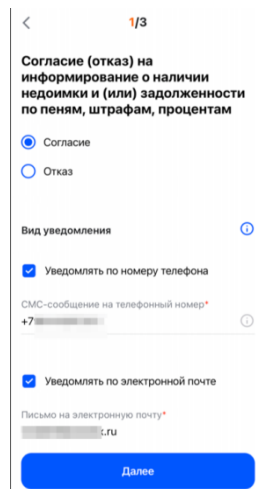 1/3
Согласие (отказ) на
информирование о наличии
недоимки и (или) задолженности
по пеням, штрафам, процентам
Согласие
Отказ
Вид уведомления
Уведомлять по номеру телефона
СМС-сообщение на телефонный номер*
+7
Уведомлять по электронной почте
Письмо на электронную почту*
.ru
Далее